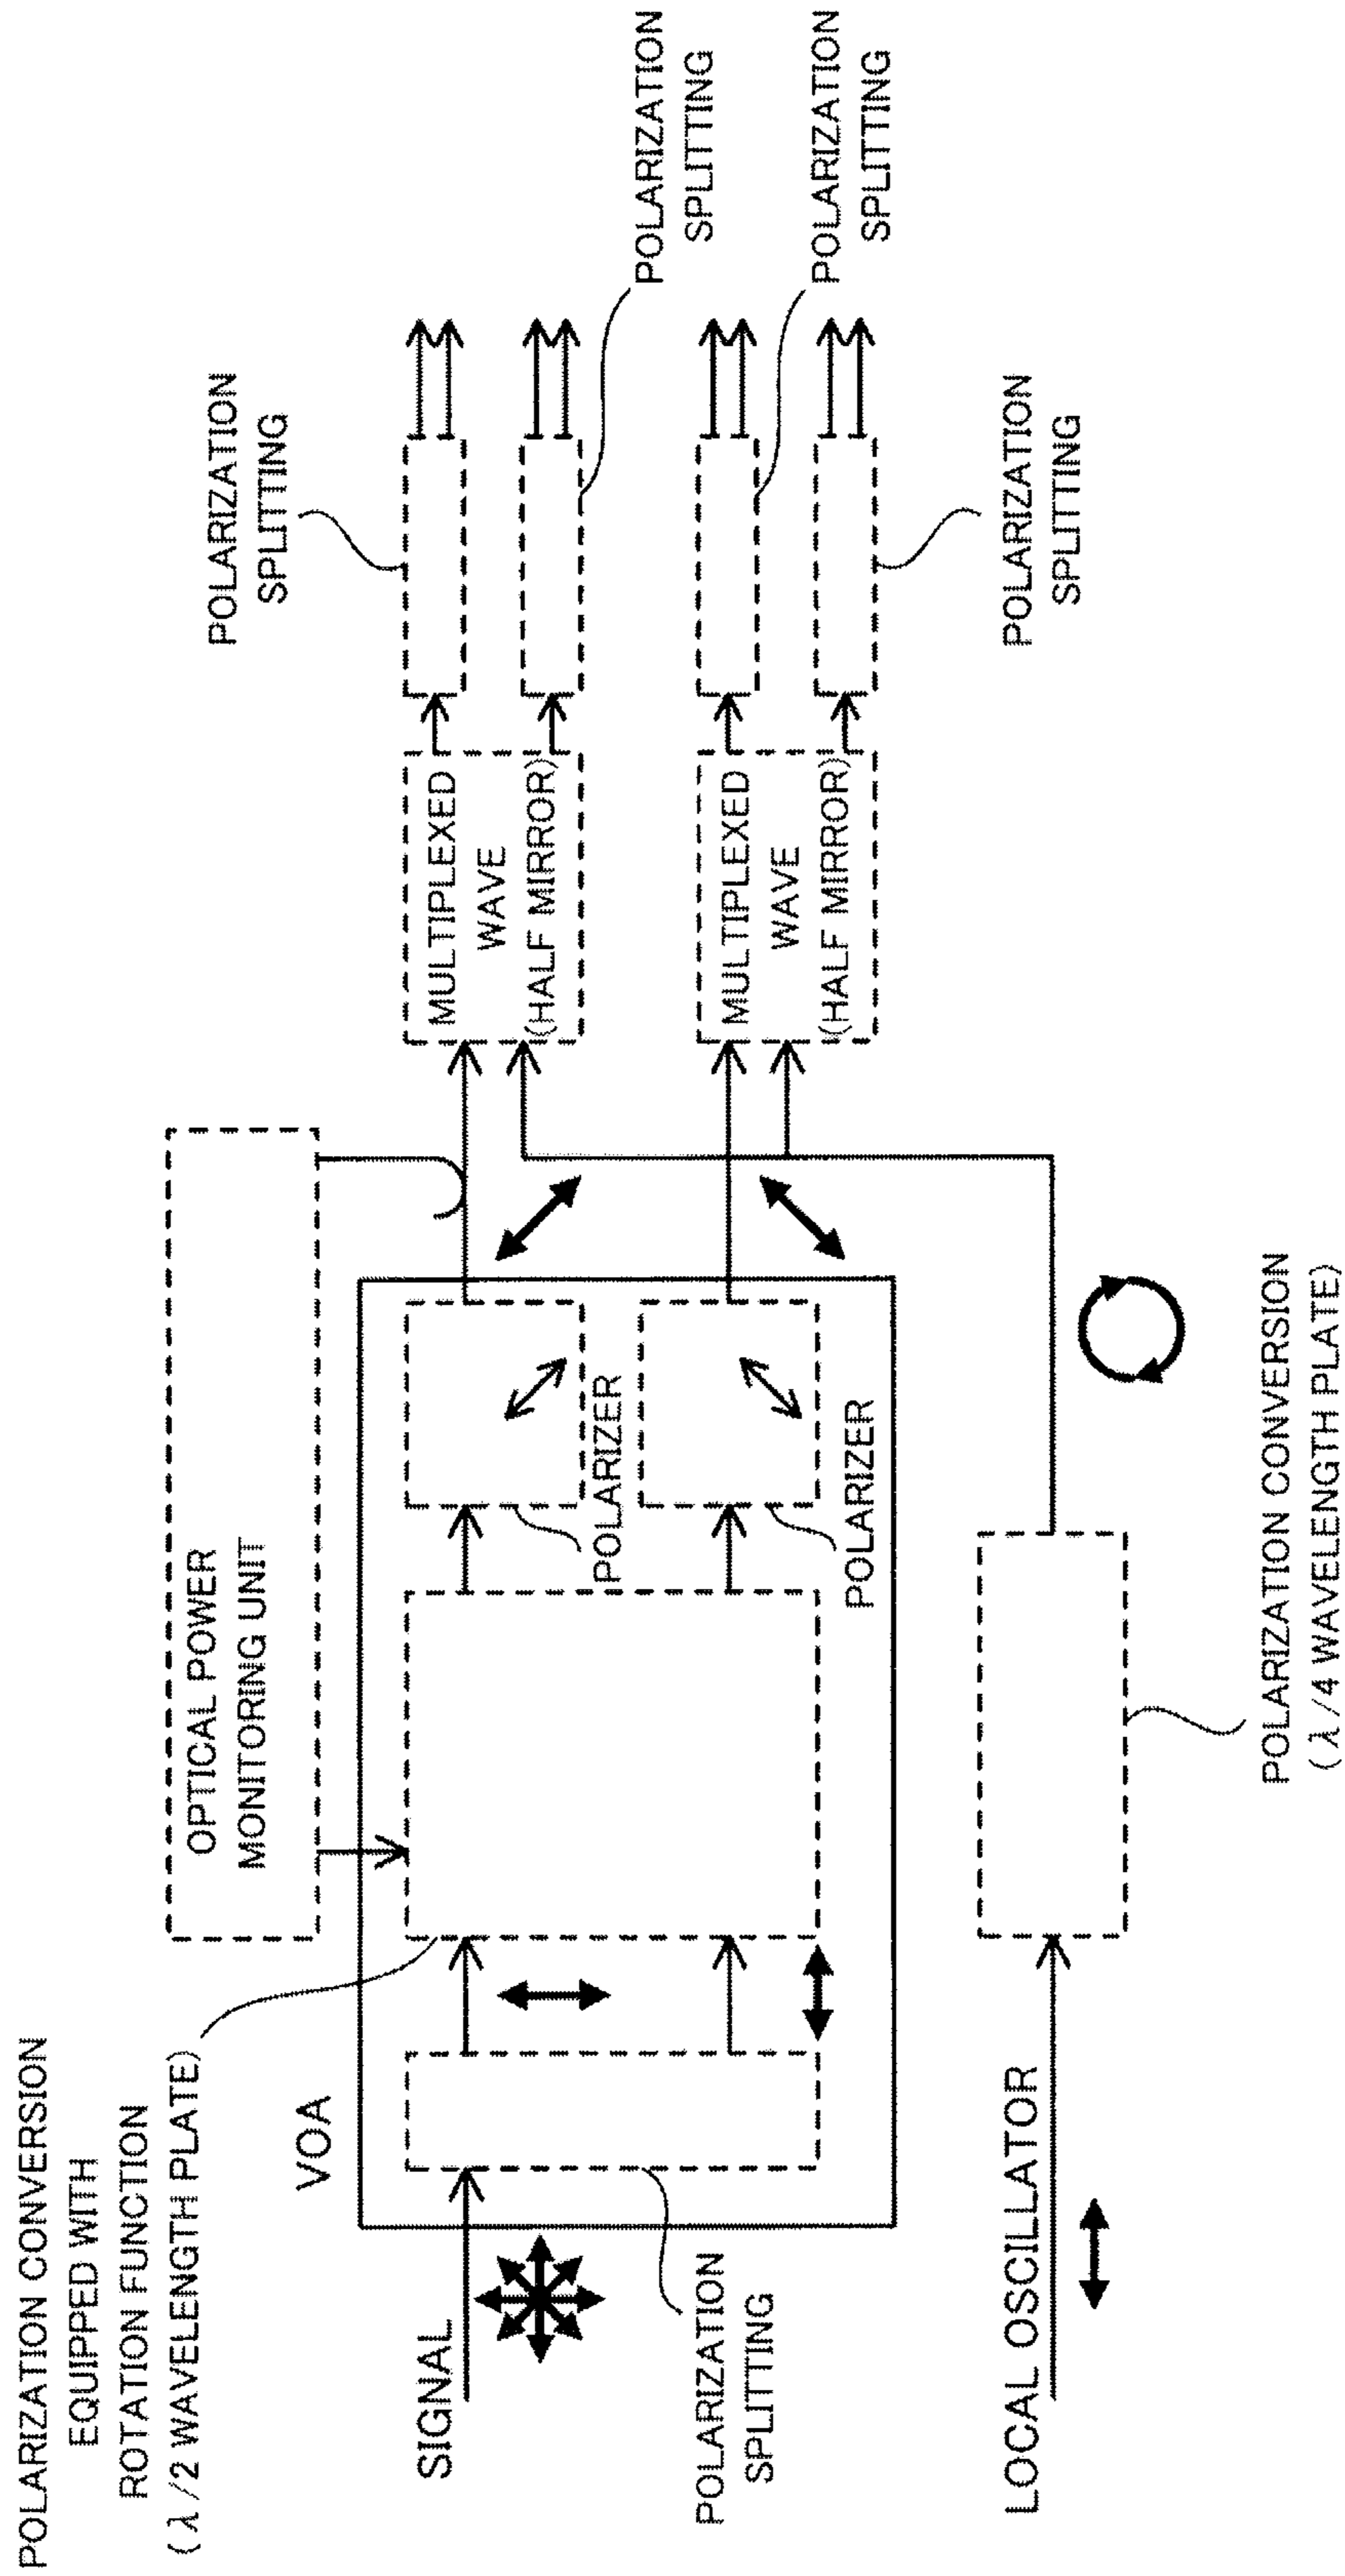 POLARIZATION CONVERSION
EQUIPPED WITH
ROTATION FUNCTION
(λ/2 WAVELENGTH PLATE)
OPTICAL POWER
MONITORING UNIT
VOA
SIGNAL
POLARIZATION
SPLITTING
POLARIZER
POLARIZER
LOCAL OSCILLATOR
POLARIZATION CONVERSION
(λ/4 WAVELENGTH PLATE)
MULTIPLEXED
WAVE
(HALF MIRROR)
MULTIPLEXED
WAVE
(HALF MIRROR)
POLARIZATION
SPLITTING
POLARIZATION
SPLITTING
POLARIZATION
SPLITTING
POLARIZATION
SPLITTING